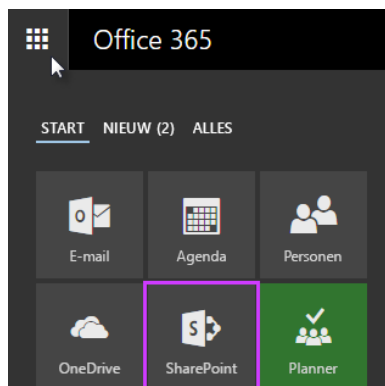 Office 365
START NIEUW (2) ALLES
E-mail Agenda Personen
OneDrive SharePoint Planner